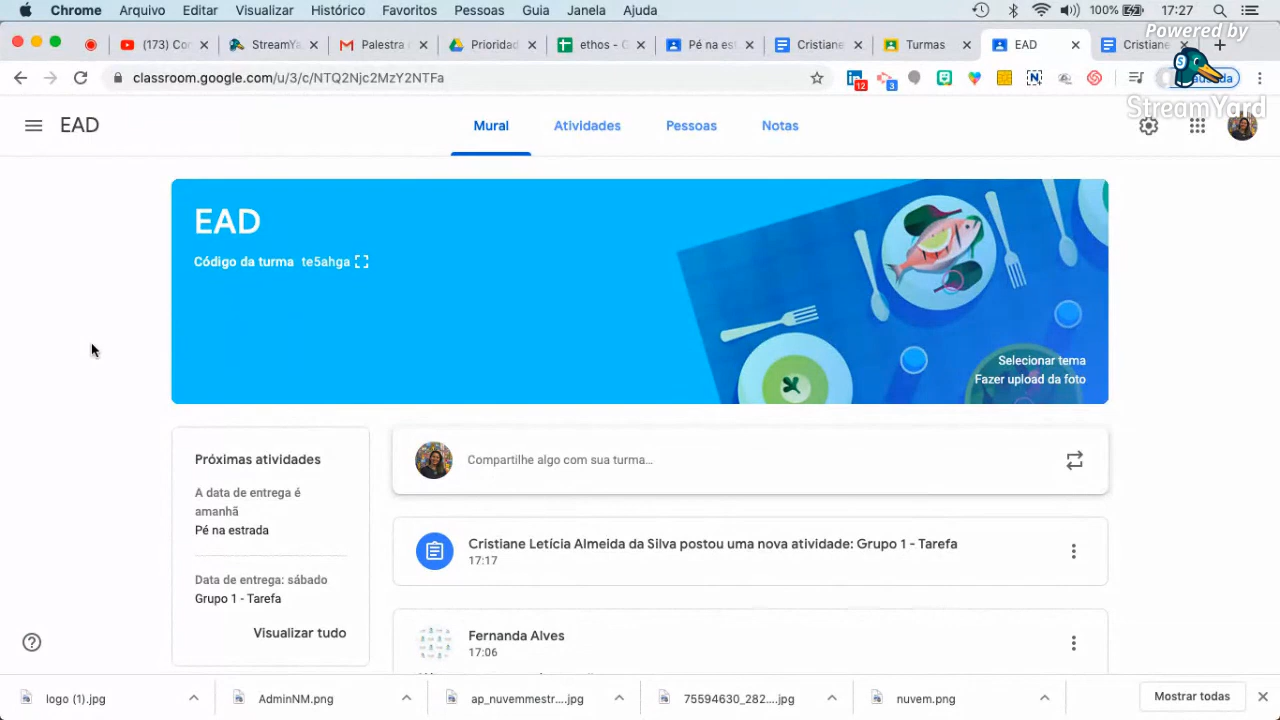 Chrome Arquivo Editar Visualizar Histórico Favoritos Pessoas Guia Janela Ajuda 100% 17:27
Powered by
(173) C StreamYa Palestra Prioridad ethos - C Pé na es Cristiane Turmas EAD Cristiane
classroom.google.com/u/3/c/NTQ2Njc2MzY2NTFa 12 3
StreamYard
EAD Mural Atividades Pessoas Notas
EAD
Código da turma te5ahga
Selecionar tema
Fazer upload da foto
Próximas atividades
A data de entrega é
amanhã
Pé na estrada
Data de entrega: sábado
Grupo 1 - Tarefa
Visualizar tudo
Compartilhe algo com sua turma...
Cristiane Letícia Almeida da Silva postou uma nova atividade: Grupo 1 - Tarefa
17:17
Fernanda Alves
17:06
logo (1).jpg AdminNM.png ap_nuvemmestr....jpg 75594630_282....jpg nuvem.png Mostrar todas